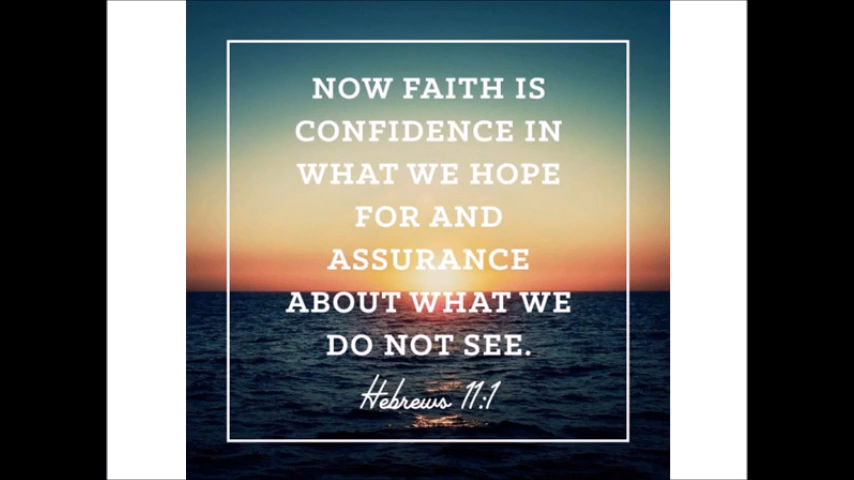 NOW FAITH IS
CONFIDENCE IN
WHAT WE HOPE
FOR AND
ASSURANCE
ABOUT WHAT WE
DO NOT SEE.
Hebrews 11:1